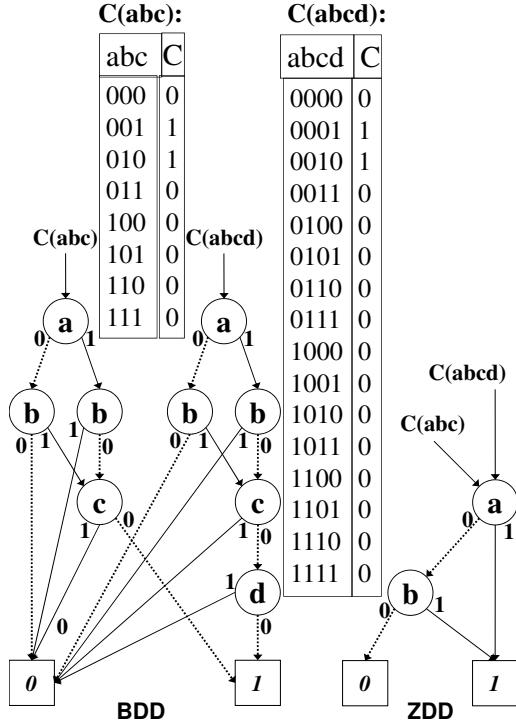 C(abc):
abc C
000 0
001 1
010 1
011 0
100 0
101 0
110 0
111 0
C(abcd):
abcd C
0000 0
0001 1
0010 1
0011 0
0100 0
0101 0
0110 0
0111 0
1000 0
1001 0
1010 0
1011 0
1100 0
1101 0
1110 0
1111 0
C(abc)
a
0 1
b b
0 1 1 0
c
1 0
0
C(abcd)
a
0 1
b b
0 1 1 0
c
1 0
d
1 0
0 1
BDD
C(abcd)
C(abc)
a
0 1
b
0 1
0 1
ZDD